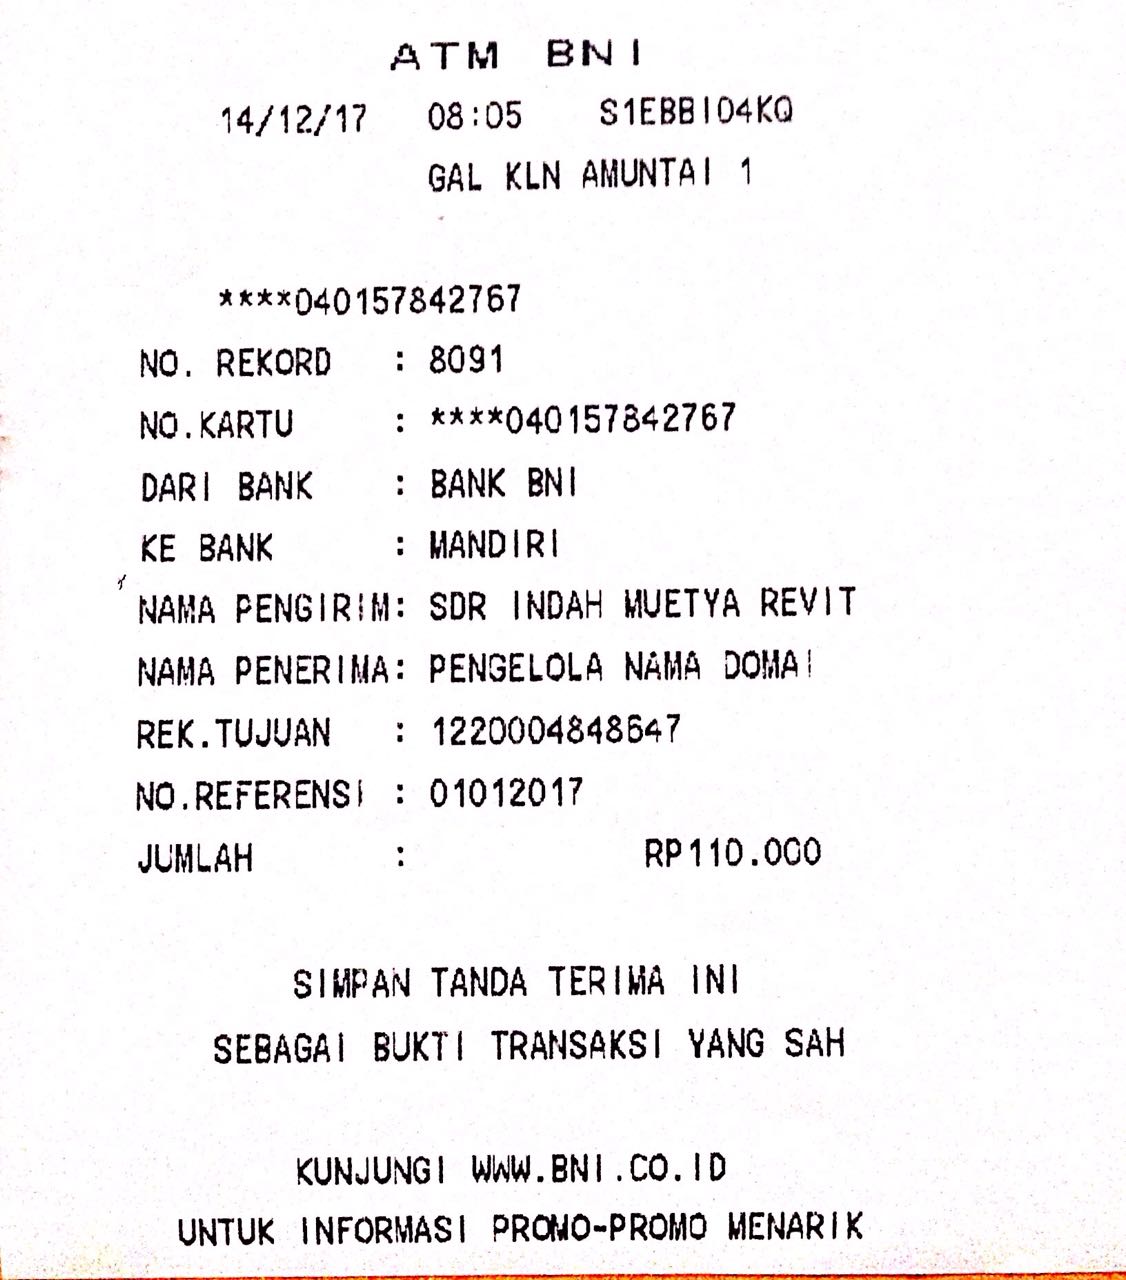 ATM BNI
14/12/17 08:05 S1EBBI04KQ
GAL KLN AMUNTAI 1
****040157842767
NO. REKORD : 8091
NO.KARTU : ****040157842767
DARI BANK : BANK BNI
KE BANK : MANDIRI
NAMA PENGIRIM: SDR INDAH MUETYA REVIT
NAMA PENERIMA: PENGELOLA NAMA DOMAI
REK.TUJUAN : 1220004848647
NO.REFERENSI : 01012017
JUMLAH : RP110.000
SIMPAN TANDA TERIMA INI
SEBAGAI BUKTI TRANSAKSI YANG SAH
KUNJUNGI WWW.BNI.CO.ID
UNTUK INFORMASI PROMO-PROMO MENARIK